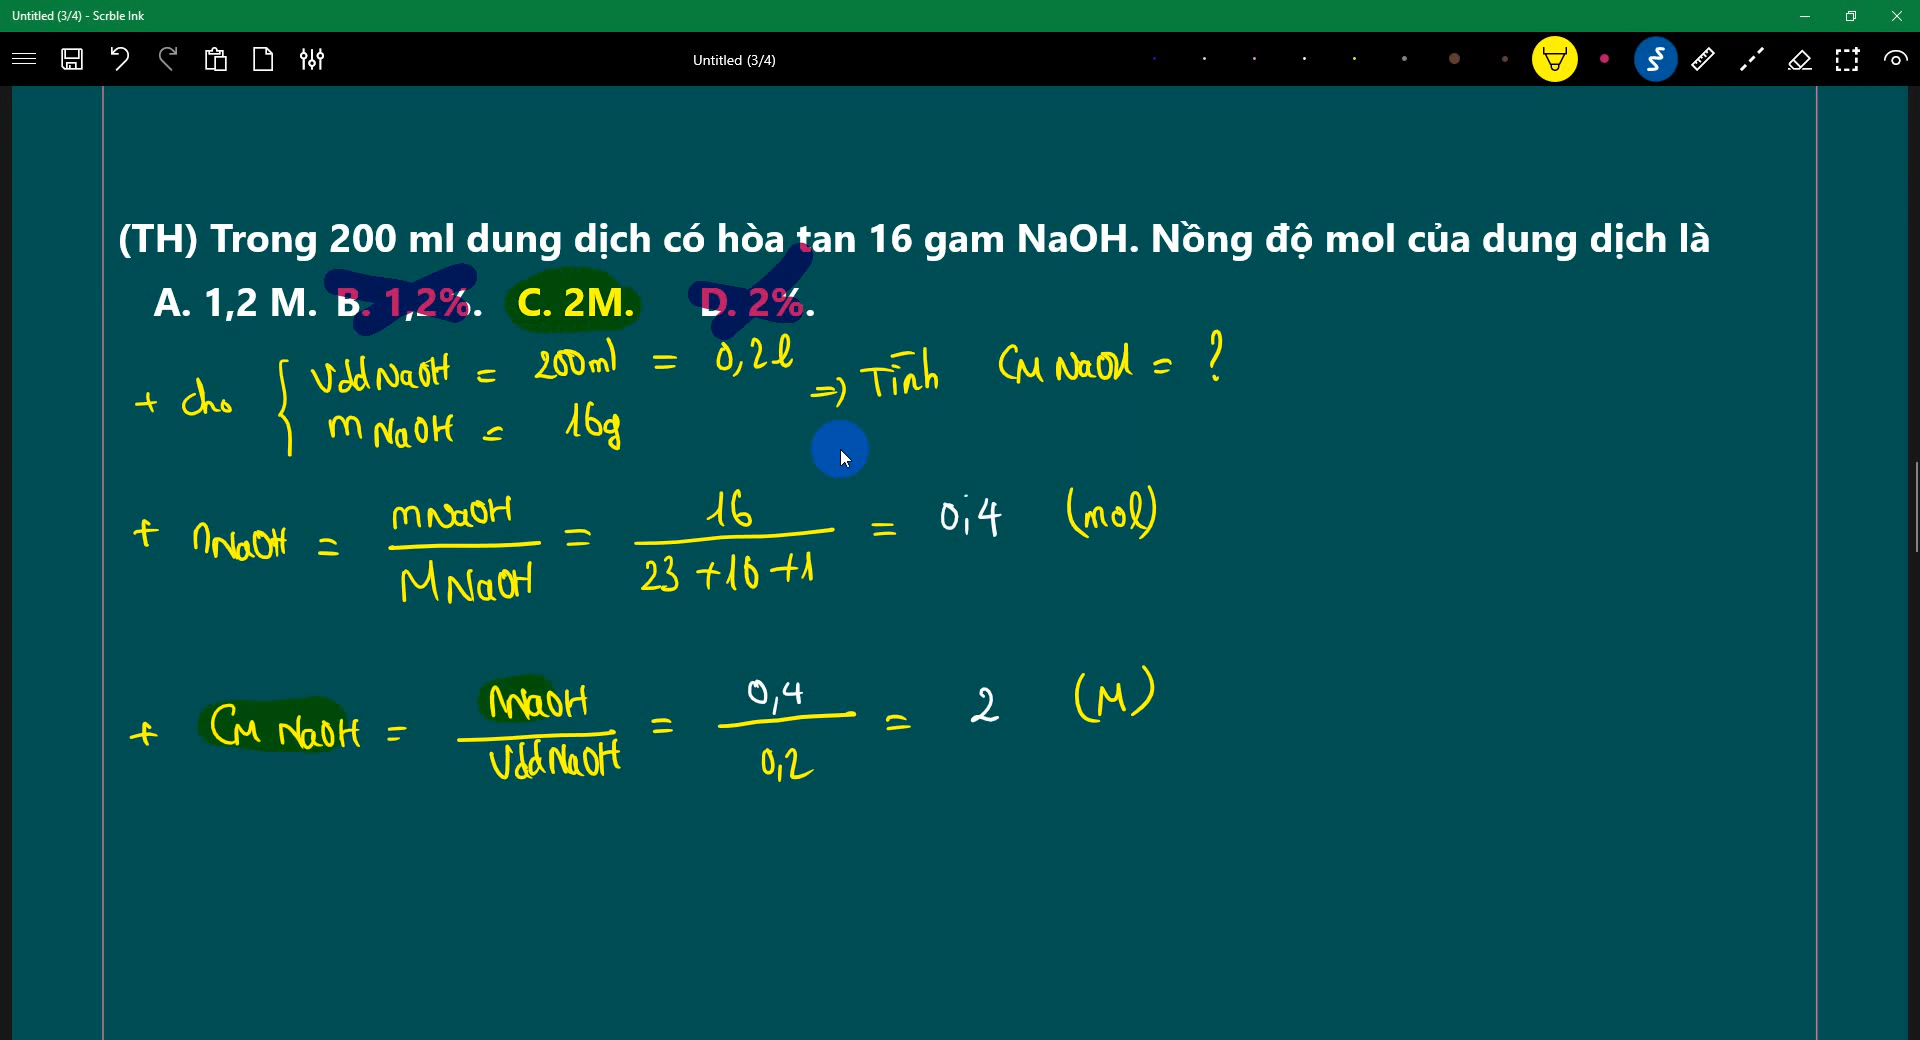 Untitled (3/4) - Scrble Ink
Untitled (3/4)
(TH) Trong 200 ml dung dịch có hòa tan 16 gam NaOH. Nồng độ mol của dung dịch là
A. 1,2 M. B. 1,2%. C. 2M. D. 2%.
+ cho { VddNaOH = 200ml = 0,2l => Tính CM NaOH = ?
m NaOH = 16g
+ nNaOH = mNaOH / MNaOH = 16 / 23 + 16 + 1 = 0,4 (mol)
+ CM NaOH = nNaOH / VddNaOH = 0,4 / 0,2 = 2 (M)